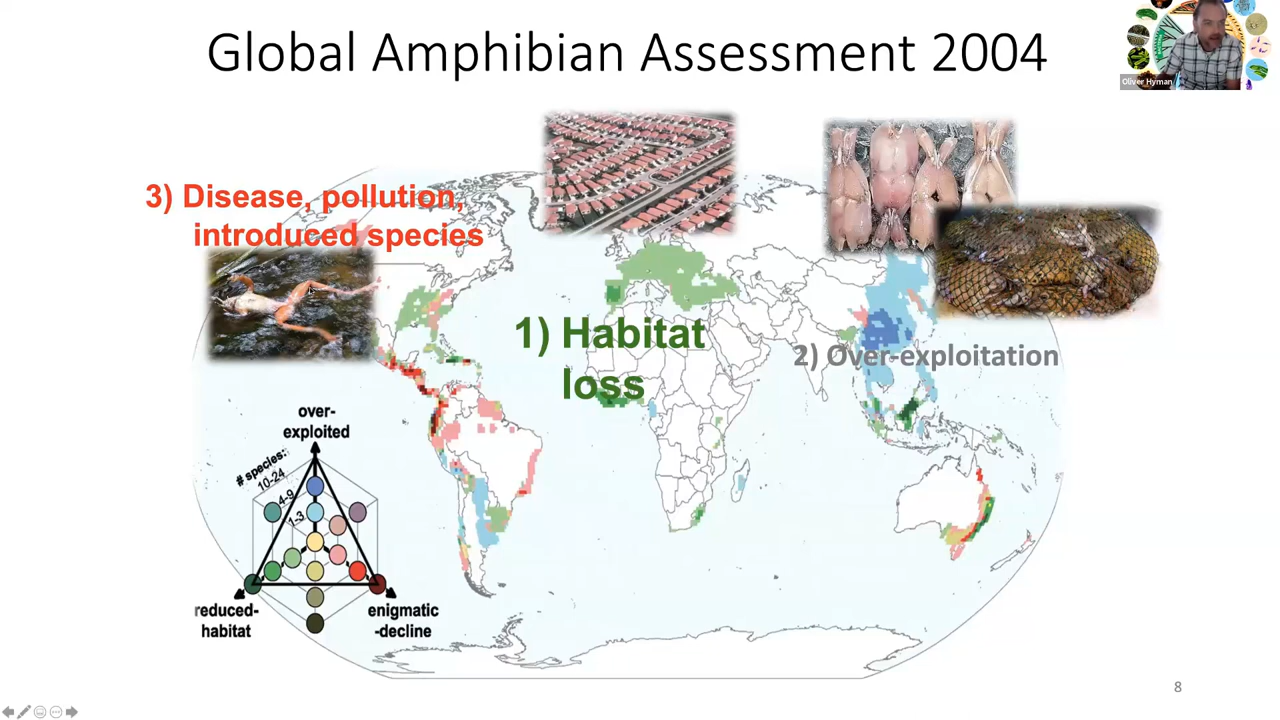 Global Amphibian Assessment 2004
Oliver Hyman
3) Disease, pollution,
introduced species
1) Habitat
loss
2) Over-exploitation
over-
exploited
# species:
10-24
4-9
1-3
reduced-
habitat
enigmatic
-decline
8